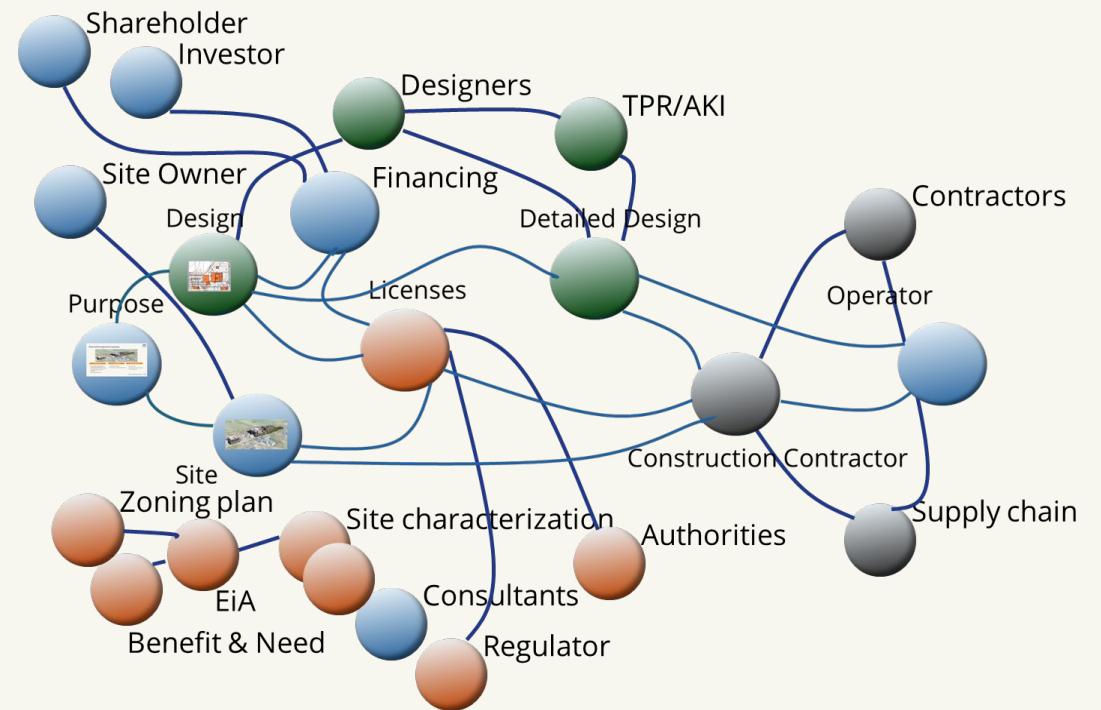 Shareholder
Investor
Designers
TPR/AKI
Site Owner
Financing
Contractors
Design
Detailed Design
Licenses
Operator
Purpose
Construction Contractor
Site
Zoning plan
Site characterization
Supply chain
Authorities
EiA
Consultants
Benefit & Need
Regulator